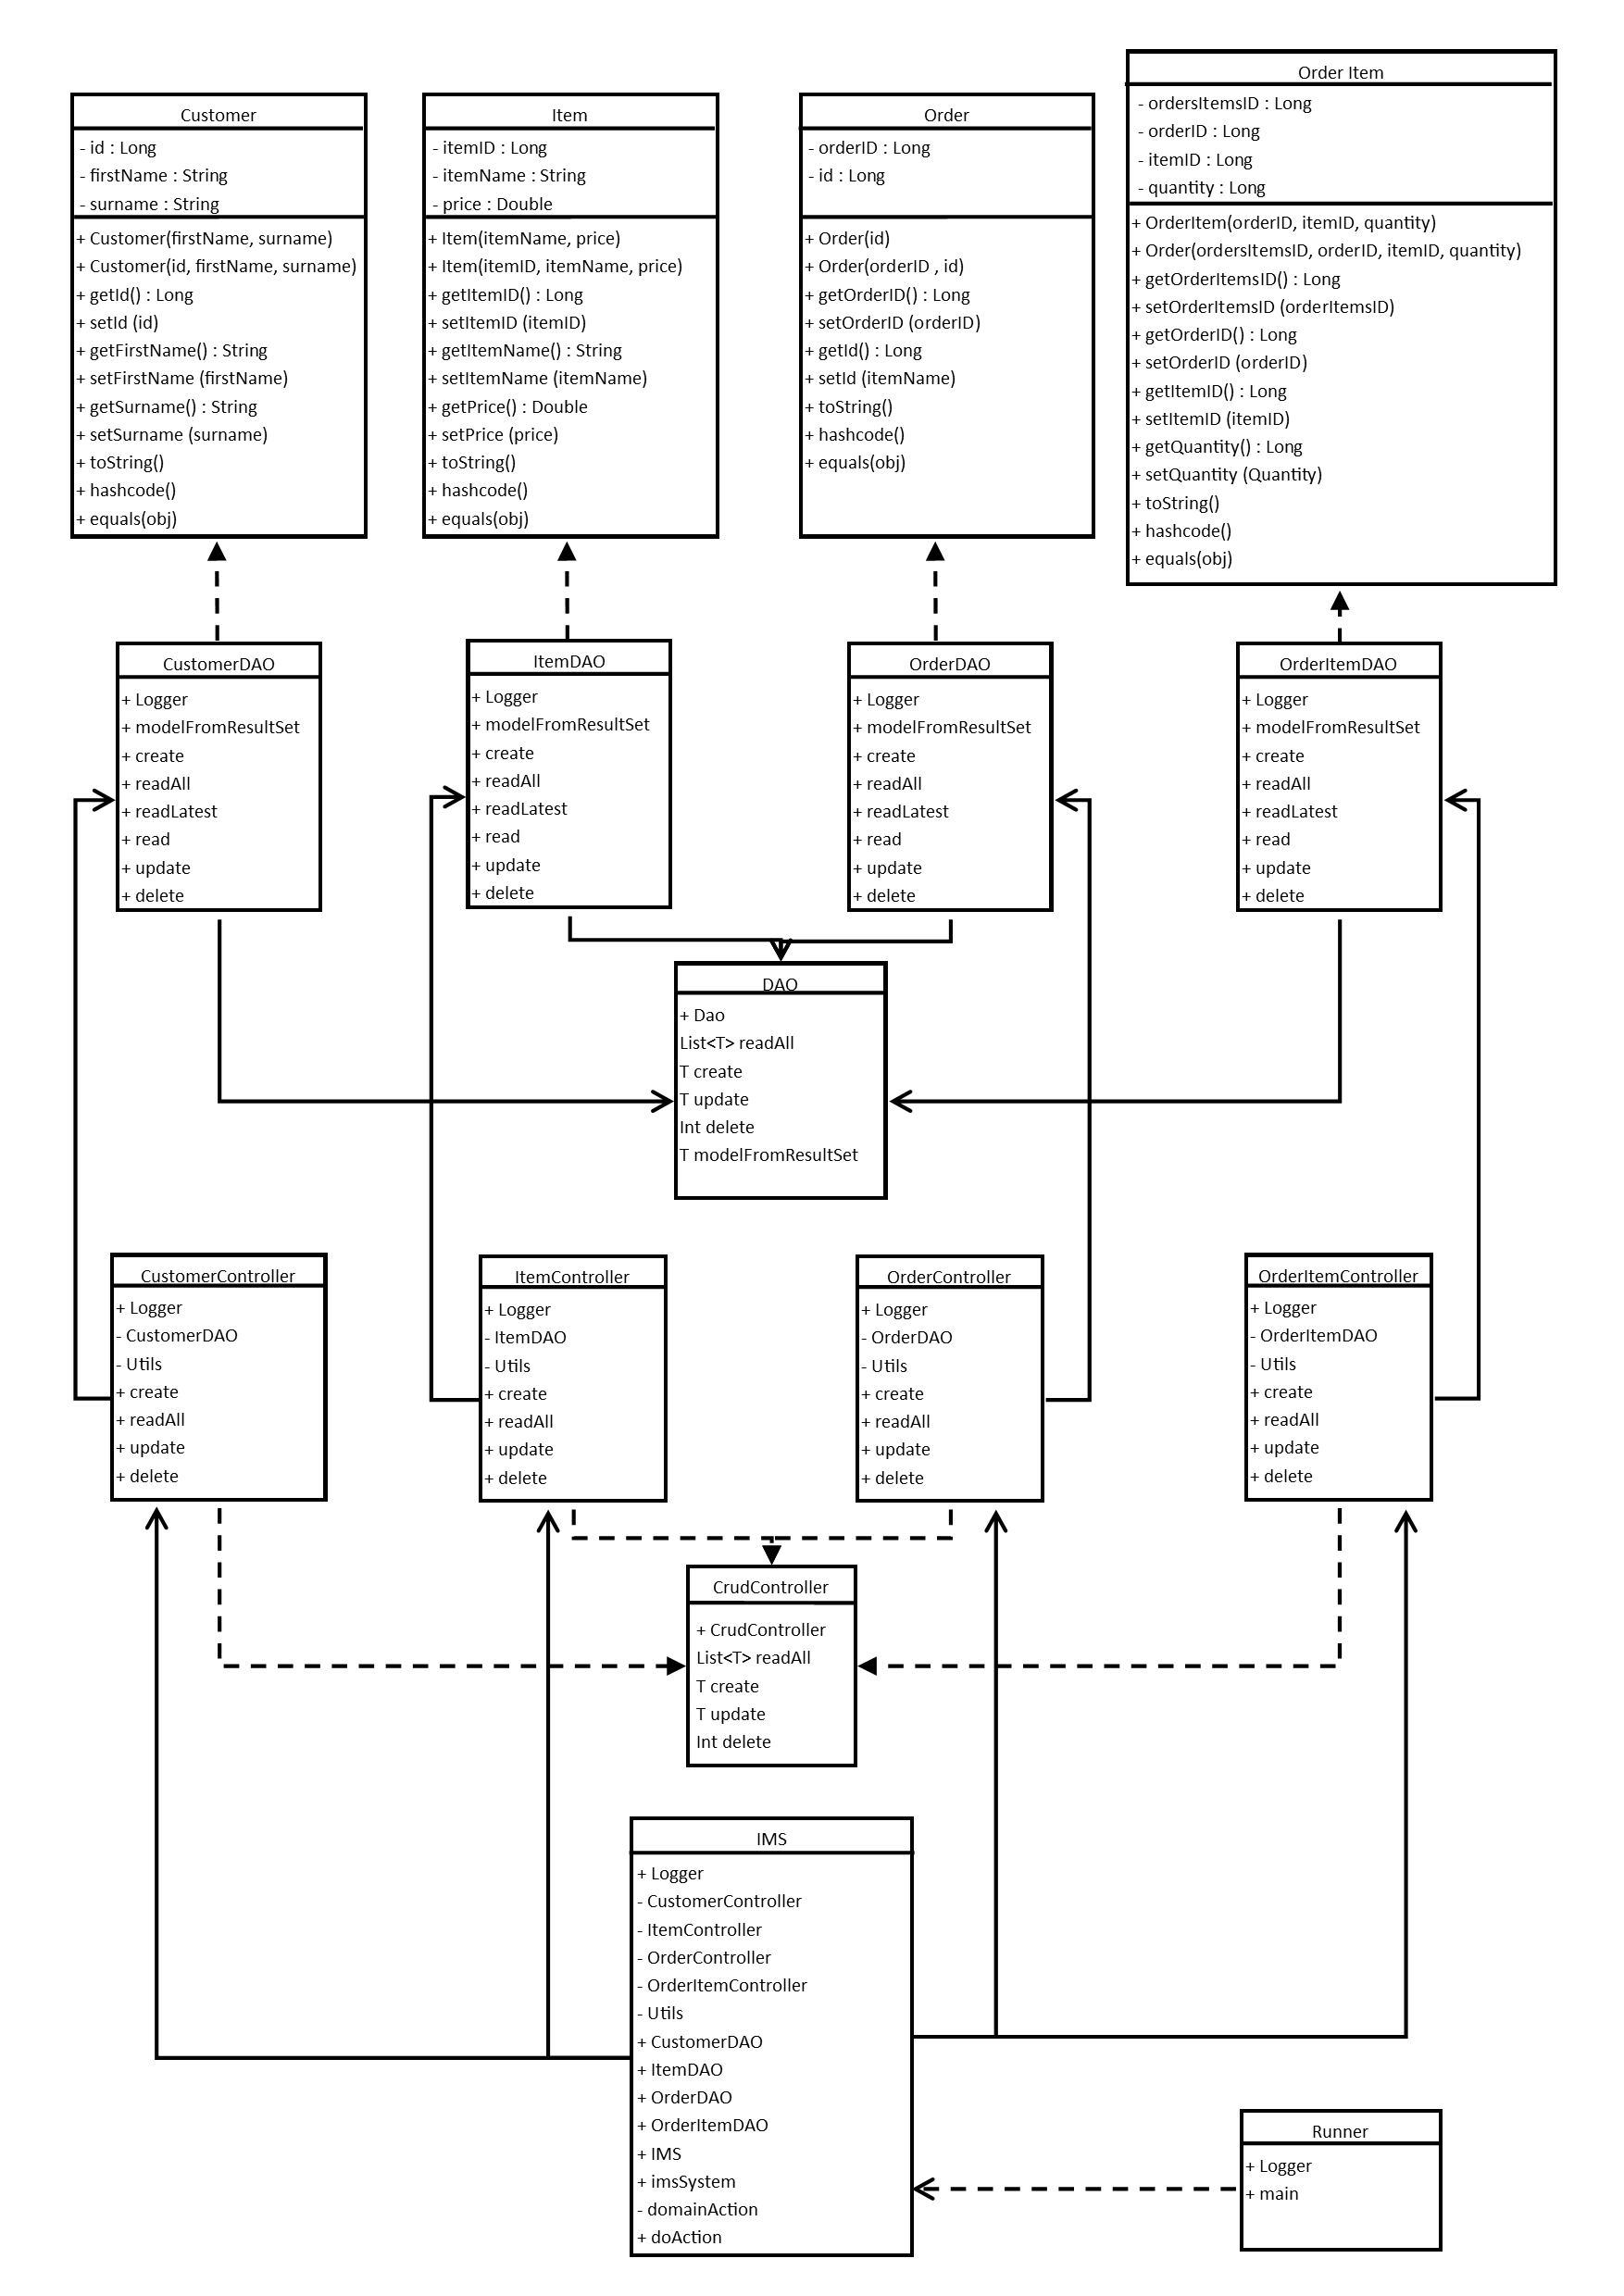 Customer
- id : Long
- firstName : String
- surname : String
+ Customer(firstName, surname)
+ Customer(id, firstName, surname)
+ getId() : Long
+ setId (id)
+ getFirstName() : String
+ setFirstName (firstName)
+ getSurname() : String
+ setSurname (surname)
+ toString()
+ hashcode()
+ equals(obj)
Item
- itemID : Long
- itemName : String
- price : Double
+ Item(itemName, price)
+ Item(itemID, itemName, price)
+ getItemID() : Long
+ setItemID (itemID)
+ getItemName() : String
+ setItemName (itemName)
+ getPrice() : Double
+ setPrice (price)
+ toString()
+ hashcode()
+ equals(obj)
Order
- orderID : Long
- id : Long
+ Order(id)
+ Order(orderID , id)
+ getOrderID() : Long
+ setOrderID (orderID)
+ getId() : Long
+ setId (itemName)
+ toString()
+ hashcode()
+ equals(obj)
Order Item
- ordersItemsID : Long
- orderID : Long
- itemID : Long
- quantity : Long
+ OrderItem(orderID, itemID, quantity)
+ Order(ordersItemsID, orderID, itemID, quantity)
+ getOrderItemsID() : Long
+ setOrderItemsID (orderItemsID)
+ getOrderID() : Long
+ setOrderID (orderID)
+ getItemID() : Long
+ setItemID (itemID)
+ getQuantity() : Long
+ setQuantity (Quantity)
+ toString()
+ hashcode()
+ equals(obj)
CustomerDAO
+ Logger
+ modelFromResultSet
+ create
+ readAll
+ readLatest
+ read
+ update
+ delete
ItemDAO
+ Logger
+ modelFromResultSet
+ create
+ readAll
+ readLatest
+ read
+ update
+ delete
OrderDAO
+ Logger
+ modelFromResultSet
+ create
+ readAll
+ readLatest
+ read
+ update
+ delete
OrderItemDAO
+ Logger
+ modelFromResultSet
+ create
+ readAll
+ readLatest
+ read
+ update
+ delete
DAO
+ Dao
List<T> readAll
T create
T update
Int delete
T modelFromResultSet
CustomerController
+ Logger
- CustomerDAO
- Utils
+ create
+ readAll
+ update
+ delete
ItemController
+ Logger
- ItemDAO
- Utils
+ create
+ readAll
+ update
+ delete
OrderController
+ Logger
- OrderDAO
- Utils
+ create
+ readAll
+ update
+ delete
OrderItemController
+ Logger
- OrderItemDAO
- Utils
+ create
+ readAll
+ update
+ delete
CrudController
+ CrudController
List<T> readAll
T create
T update
Int delete
IMS
+ Logger
- CustomerController
- ItemController
- OrderController
- OrderItemController
- Utils
+ CustomerDAO
+ ItemDAO
+ OrderDAO
+ OrderItemDAO
+ IMS
+ imsSystem
- domainAction
+ doAction
Runner
+ Logger
+ main